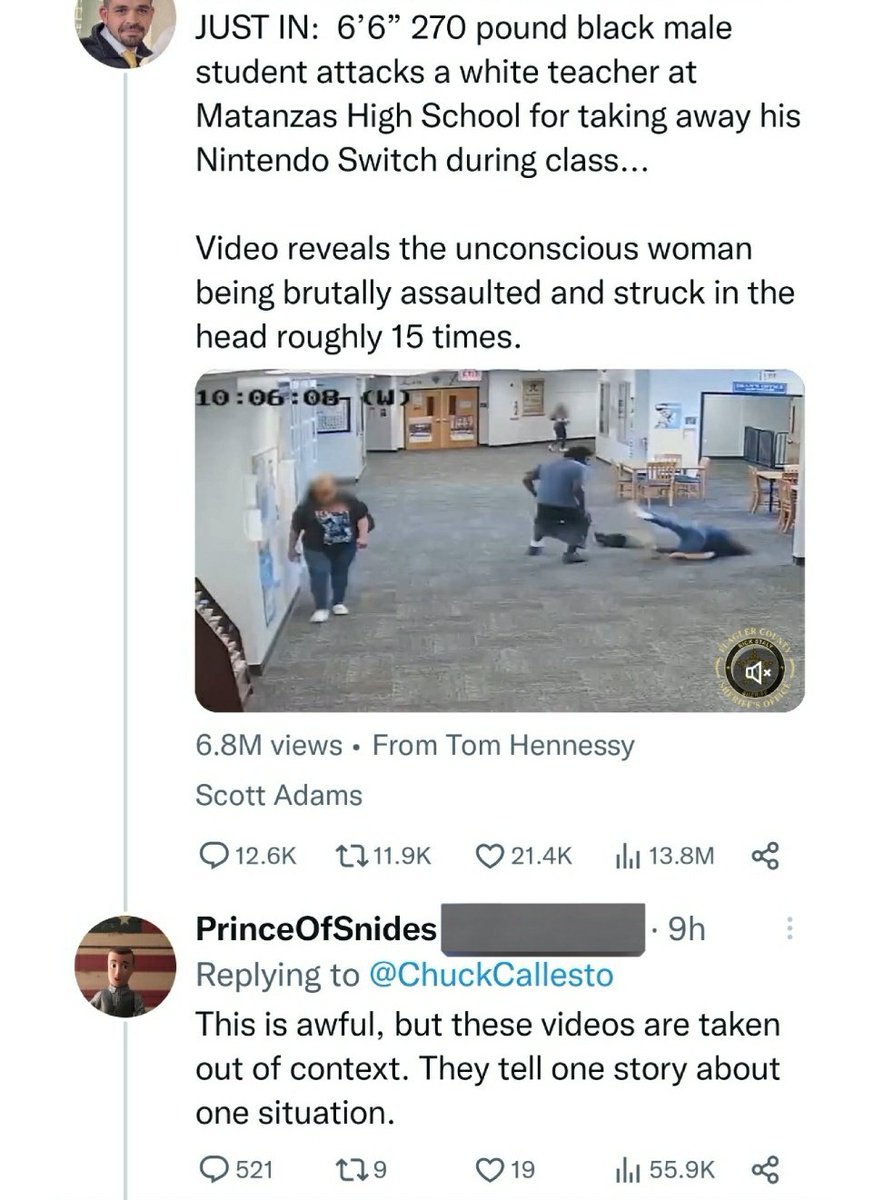 JUST IN: 6’6” 270 pound black male
student attacks a white teacher at
Matanzas High School for taking away his
Nintendo Switch during class...
Video reveals the unconscious woman
being brutally assaulted and struck in the
head roughly 15 times.
10:06:08 (W)
EXIT
FLAGLER COUNTY
RICK STALY
SHERIFF'S OFFICE
6.8M views • From Tom Hennessy
Scott Adams
12.6K 11.9K 21.4K 13.8M
PrinceOfSnides · 9h
Replying to @ChuckCallesto
This is awful, but these videos are taken
out of context. They tell one story about
one situation.
521 9 19 55.9K